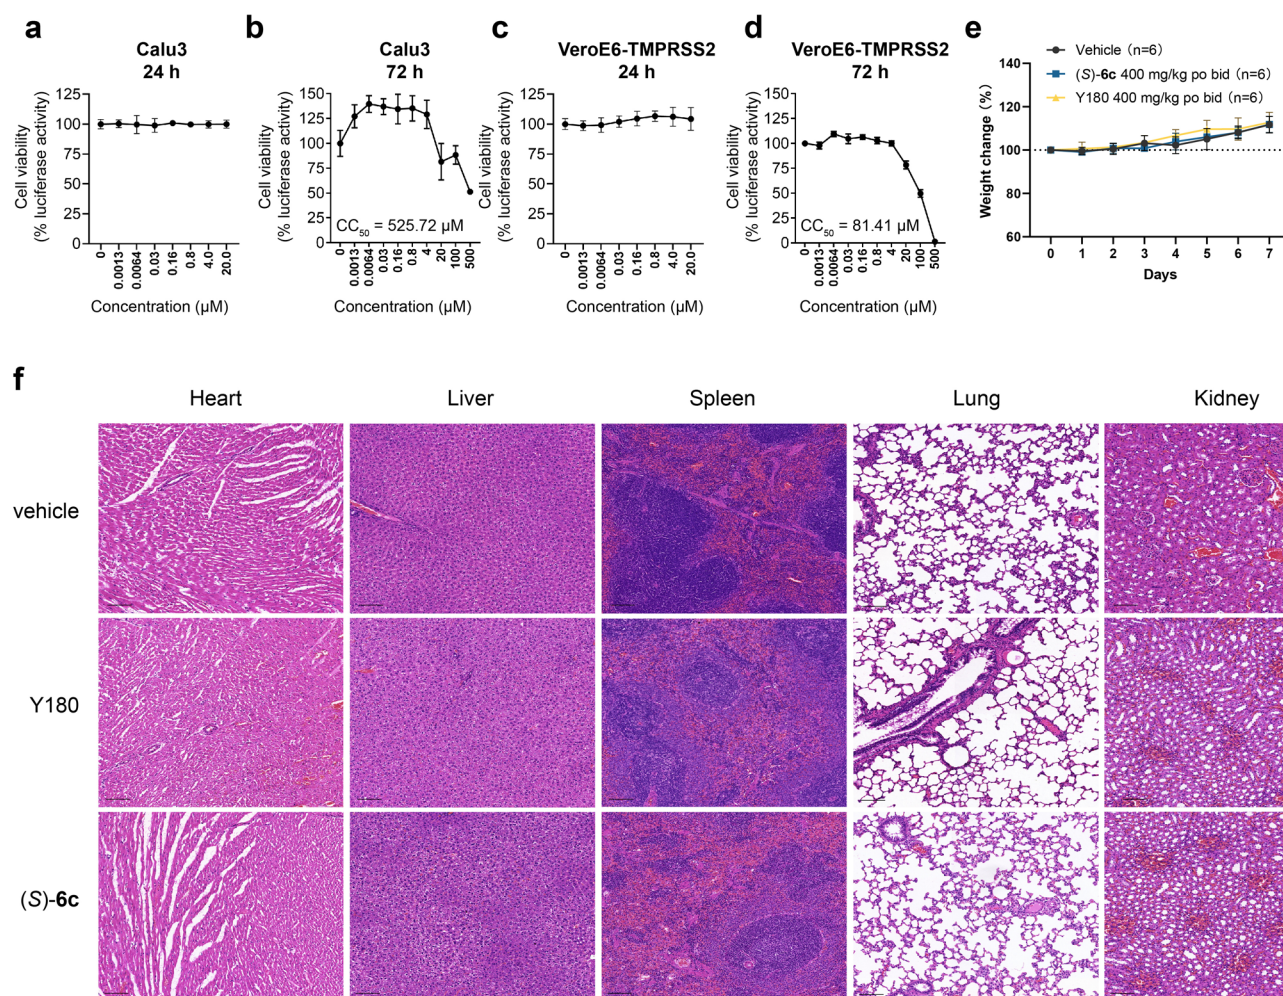 a
Calu3
24 h
Cell viability
(% luciferase activity)
125
100
75
50
25
0
0
0.0013
0.0064
0.03
0.16
0.8
4.0
20.0
Concentration (µM)
b
Calu3
72 h
Cell viability
(% luciferase activity)
150
125
100
75
50
25
0
CC50 = 525.72 µM
0
0.0013
0.0064
0.03
0.16
0.8
4
20
100
500
Concentration (µM)
c
VeroE6-TMPRSS2
24 h
Cell viability
(% luciferase activity)
125
100
75
50
25
0
0
0.0013
0.0064
0.03
0.16
0.8
4.0
20.0
Concentration (µM)
d
VeroE6-TMPRSS2
72 h
Cell viability
(% luciferase activity)
150
125
100
75
50
25
0
CC50 = 81.41 µM
0
0.0013
0.0064
0.03
0.16
0.8
4
20
100
500
Concentration (µM)
e
Vehicle (n=6)
(S)-6c 400 mg/kg po bid (n=6)
Y180 400 mg/kg po bid (n=6)
Weight change (%)
140
120
100
80
60
0 1 2 3 4 5 6 7
Days
f
Heart Liver Spleen Lung Kidney
vehicle
Y180
(S)-6c